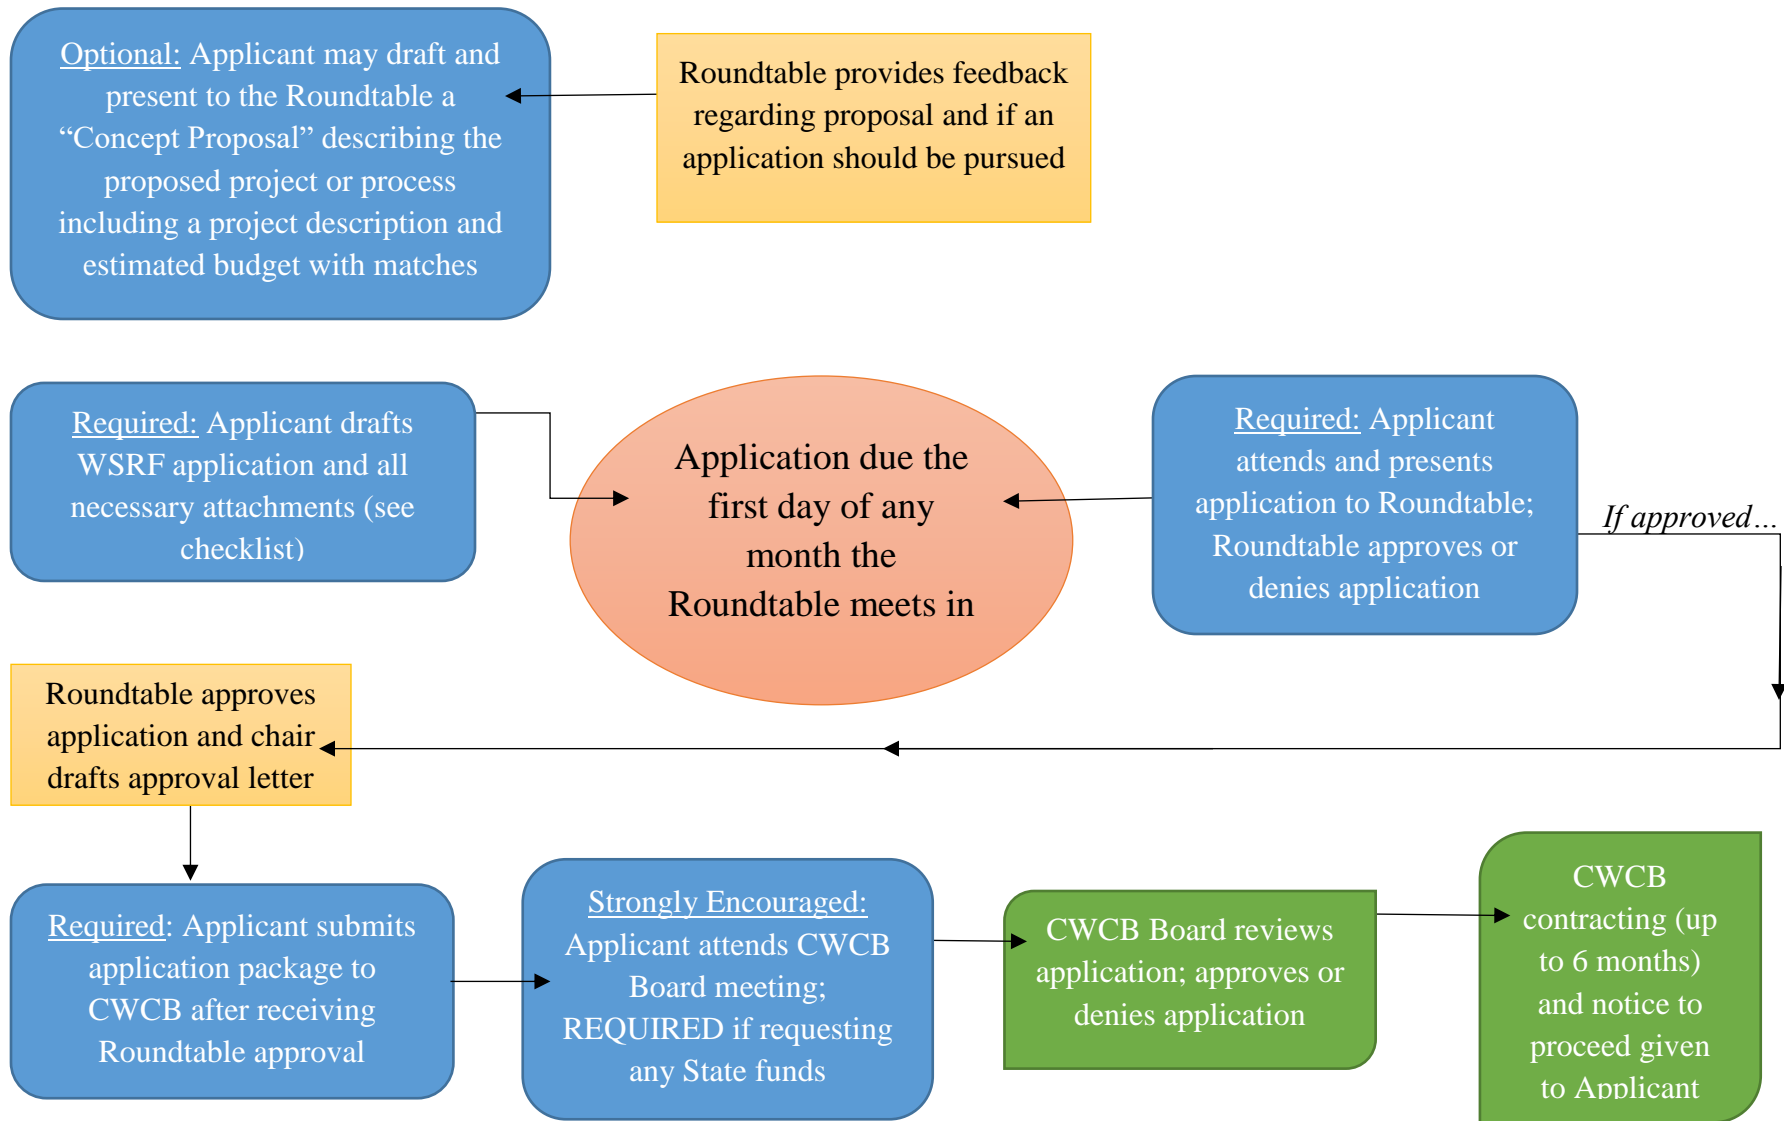 Optional: Applicant may draft and
present to the Roundtable a
“Concept Proposal” describing the
proposed project or process
including a project description and
estimated budget with matches
Roundtable provides feedback
regarding proposal and if an
application should be pursued
Required: Applicant drafts
WSRF application and all
necessary attachments (see
checklist)
Application due the
first day of any
month the
Roundtable meets in
Required: Applicant
attends and presents
application to Roundtable;
Roundtable approves or
denies application
If approved…
Roundtable approves
application and chair
drafts approval letter
Required: Applicant submits
application package to
CWCB after receiving
Roundtable approval
Strongly Encouraged:
Applicant attends CWCB
Board meeting;
REQUIRED if requesting
any State funds
CWCB Board reviews
application; approves or
denies application
CWCB
contracting (up
to 6 months)
and notice to
proceed given
to Applicant